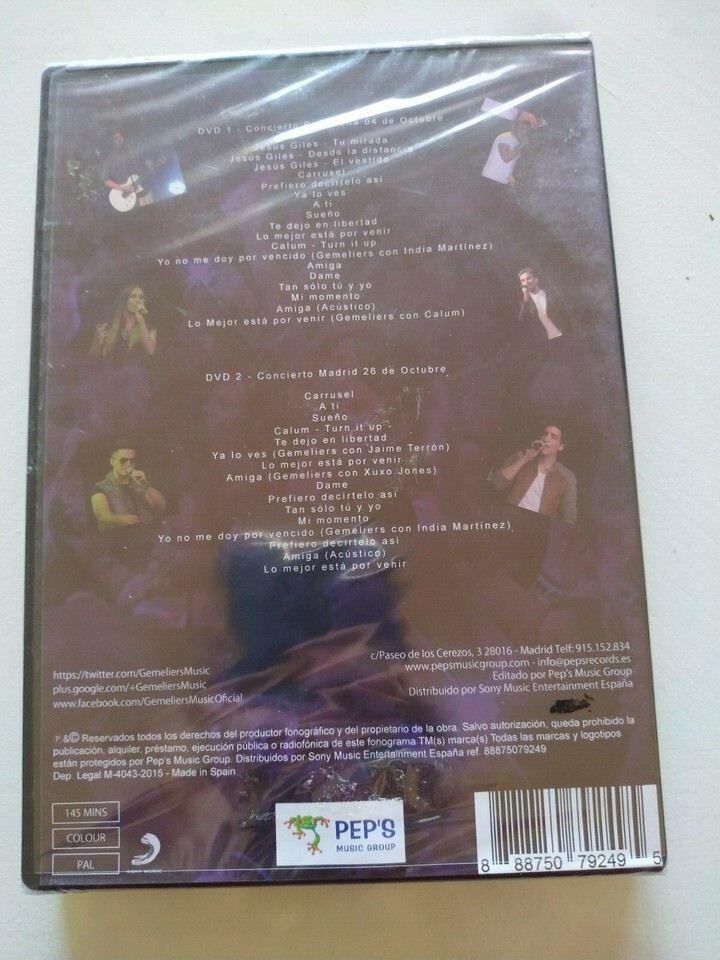 DVD 1 - Concierto 04 de Octubre
Jesús Giles - Tu mirada
Jesús Giles - Desde la distancia
Jesús Giles - El vestido
Carrusel
Prefiero decirtelo asi
Ya lo ves
A ti
Sueño
Te dejo en libertad
Lo mejor está por venir
Calum - Turn it up
Yo no me doy por vencido (Gemeliers con India Martinez)
Amiga
Dame
Tan sólo tú y yo
Mi momento
Amiga (Acústico)
Lo Mejor está por venir (Gemeliers con Calum)
DVD 2 - Concierto Madrid 26 de Octubre
Carrusel
A ti
Sueño
Calum - Turn it up
Te dejo en libertad
Ya lo ves (Gemeliers con Jaime Terrón)
Lo mejor está por venir
Amiga (Gemeliers con Xuxo Jones)
Dame
Prefiero decirtelo asi
Tan sólo tú y yo
Mi momento
Yo no me doy por vencido (Gemeliers con India Martínez)
Prefiero decirtelo asi
Amiga (Acústico)
Lo mejor está por venir
https://twitter.com/GemeliersMusic
plus.google.com/+GemeliersMusic
www.facebook.com/GemeliersMusicOficial
c/Paseo de los Cerezos, 3 28016 - Madrid Telf: 915.152.834
www.pepsmusicgroup.com - info@pepsrecords.es
Editado por Pep's Music Group
Distribuido por Sony Music Entertainment España
℗ &© Reservados todos los derechos del productor fonográfico y del propietario de la obra. Salvo autorización, queda prohibido la
publicación, alquiler, préstamo, ejecución pública o radiofónica de este fonograma TM(s) marca(s) Todas las marcas y logotipos
están protegidos por Pep's Music Group. Distribuidos por Sony Music Entertainment España ref. 88875079249
Dep. Legal M-4043-2015 - Made in Spain
145 MINS
COLOUR
PAL
SONY MUSIC
PEP'S
MUSIC GROUP
8 88750 79249 5